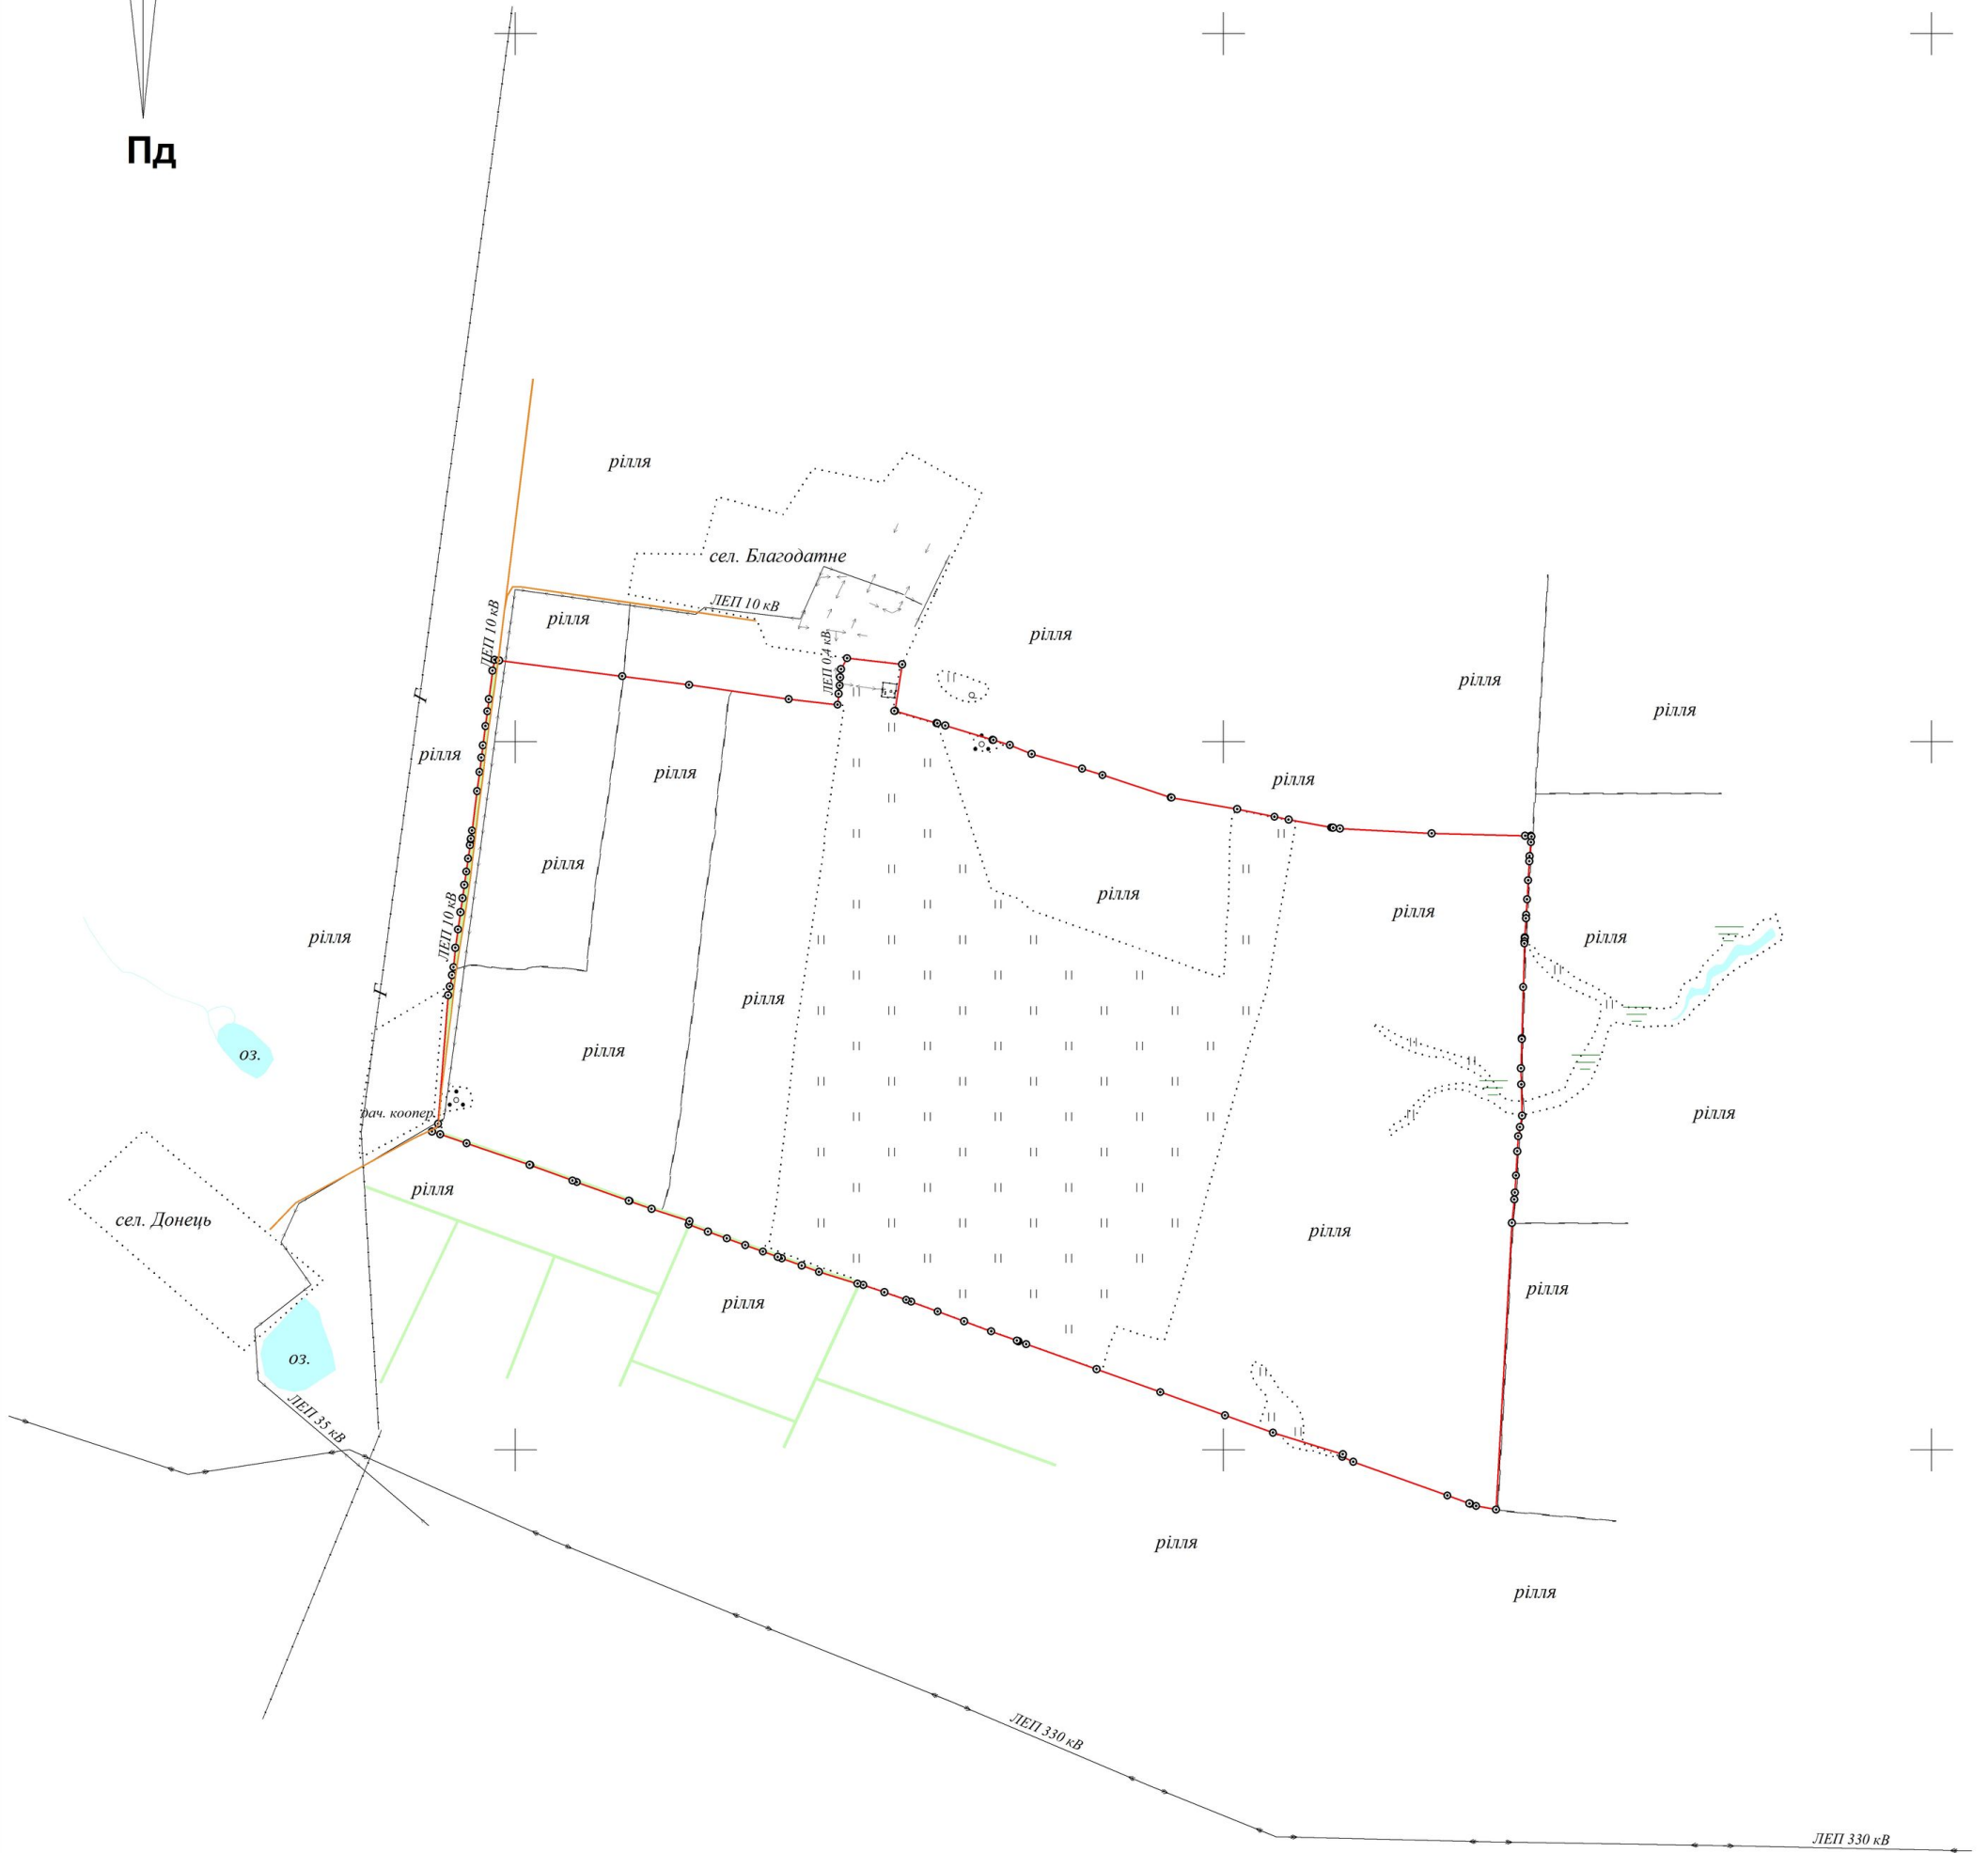 Пд
рілля
сел. Благодатне
ЛЕП 10 кВ
ЛЕП 10 кВ
рілля
рілля
ЛЕП 0,4 кВ
рілля
рілля
Г
рілля
рілля
рілля
рілля
рілля
рілля
ЛЕП 10 кВ
рілля
рілля
рілля
Г
рілля
рілля
оз.
дач. коопер.
рілля
рілля
сел. Донець
рілля
рілля
рілля
оз.
ЛЕП 35 кВ
рілля
рілля
ЛЕП 330 кВ
ЛЕП 330 кВ